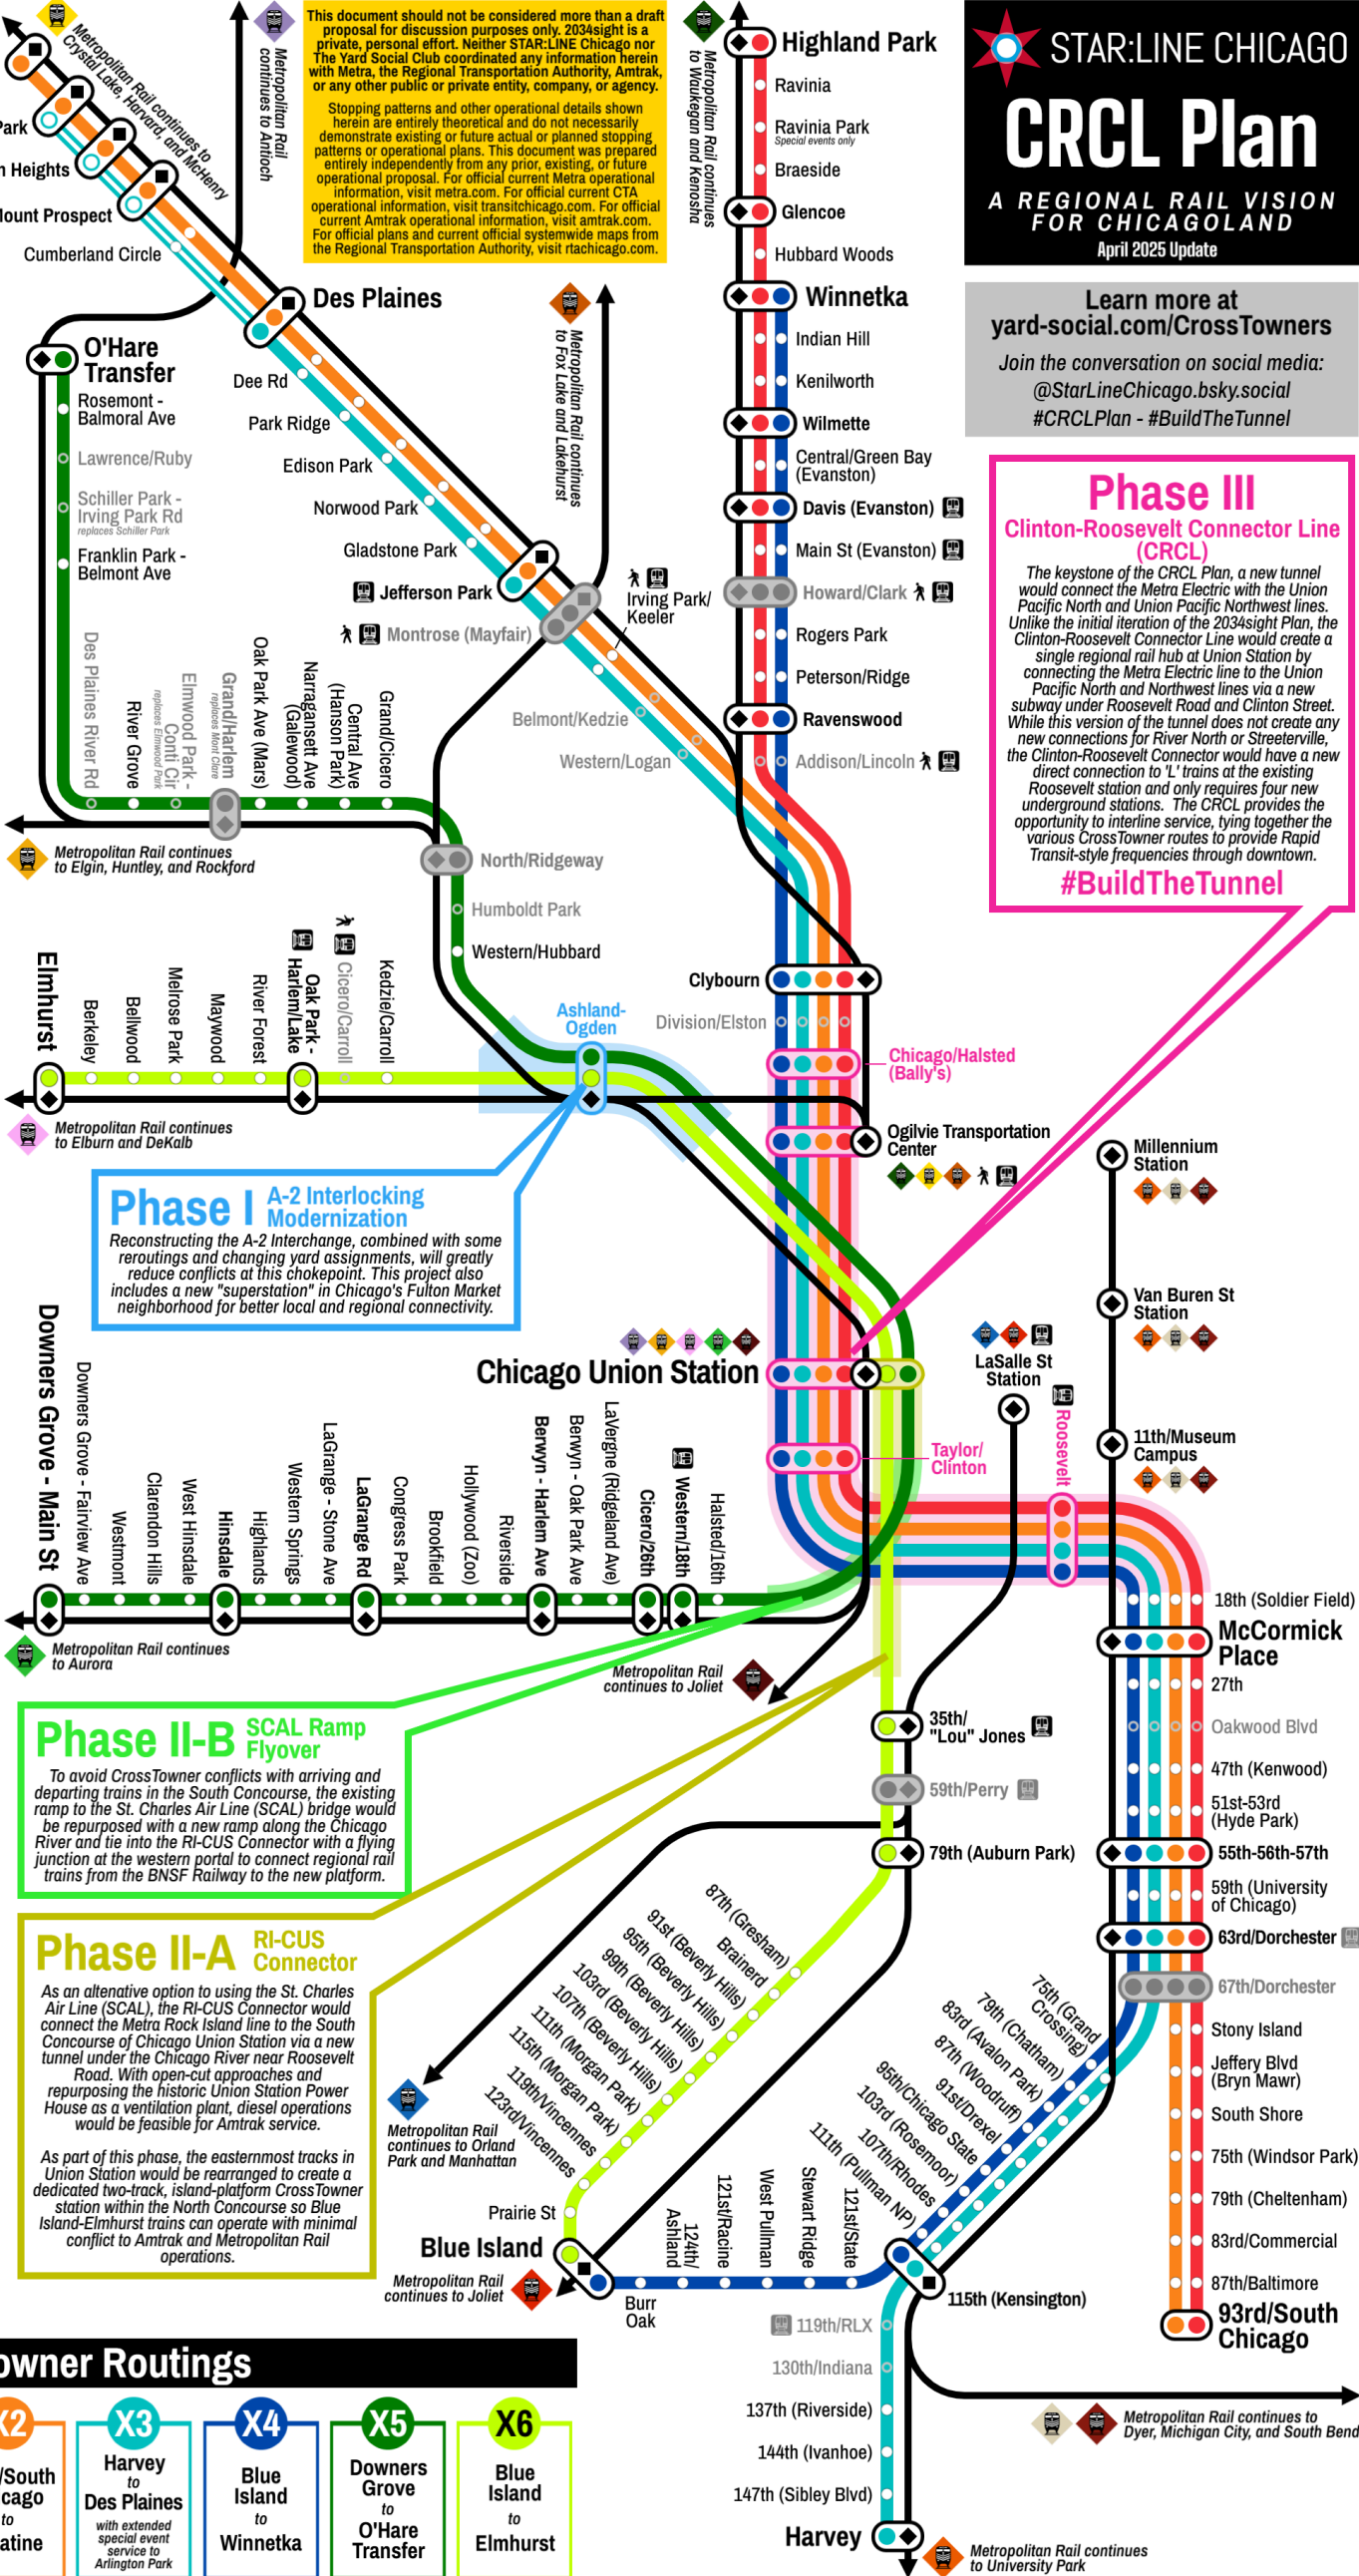 Metropolitan Rail continues to
Crystal Lake, Harvard, and McHenry
Metropolitan Rail
continues to Antioch
This document should not be considered more than a draft
proposal for discussion purposes only. 2034sight is a
private, personal effort. Neither STAR:LINE Chicago nor
The Yard Social Club coordinated any information herein
with Metra, the Regional Transportation Authority, Amtrak,
or any other public or private entity, company, or agency.
Stopping patterns and other operational details shown
herein are entirely theoretical and do not necessarily
demonstrate existing or future actual or planned stopping
patterns or operational plans. This document was prepared
entirely independently from any prior, existing, or future
operational proposal. For official current Metra operational
information, visit metra.com. For official current CTA
operational information, visit transitchicago.com. For official
current Amtrak operational information, visit amtrak.com.
For official plans and current official systemwide maps from
the Regional Transportation Authority, visit rtachicago.com.
Metropolitan Rail continues
to Waukegan and Kenosha
STAR:LINE CHICAGO
CRCL Plan
A REGIONAL RAIL VISION
FOR CHICAGOLAND
April 2025 Update
Learn more at
yard-social.com/CrossTowners
Join the conversation on social media:
@StarLineChicago.bsky.social
#CRCLPlan - #BuildTheTunnel
Highland Park
Ravinia
Ravinia Park
Special events only
Braeside
Glencoe
Hubbard Woods
Winnetka
Indian Hill
Kenilworth
Wilmette
Central/Green Bay
(Evanston)
Davis (Evanston)
Main St (Evanston)
Howard/Clark
Rogers Park
Peterson/Ridge
Ravenswood
Addison/Lincoln
Park
Heights
Mount Prospect
Cumberland Circle
Des Plaines
Dee Rd
Park Ridge
Edison Park
Norwood Park
Gladstone Park
Jefferson Park
Montrose (Mayfair)
Irving Park/
Keeler
Belmont/Kedzie
Western/Logan
Metropolitan Rail continues
to Fox Lake and Lakehurst
O'Hare
Transfer
Rosemont -
Balmoral Ave
Lawrence/Ruby
Schiller Park -
Irving Park Rd
replaces Schiller Park
Franklin Park -
Belmont Ave
Des Plaines River Rd
River Grove
Elmwood Park -
Conti Cir
replaces Elmwood Park
Grand/Harlem
replaces Mont Clare
Oak Park Ave (Mars)
Narragansett Ave
(Galewood)
Central Ave
(Hanson Park)
Grand/Cicero
Metropolitan Rail continues
to Elgin, Huntley, and Rockford
North/Ridgeway
Humboldt Park
Western/Hubbard
Phase III
Clinton-Roosevelt Connector Line
(CRCL)
The keystone of the CRCL Plan, a new tunnel
would connect the Metra Electric with the Union
Pacific North and Union Pacific Northwest lines.
Unlike the initial iteration of the 2034sight Plan, the
Clinton-Roosevelt Connector Line would create a
single regional rail hub at Union Station by
connecting the Metra Electric line to the Union
Pacific North and Northwest lines via a new
subway under Roosevelt Road and Clinton Street.
While this version of the tunnel does not create any
new connections for River North or Streeterville,
the Clinton-Roosevelt Connector would have a new
direct connection to 'L' trains at the existing
Roosevelt station and only requires four new
underground stations. The CRCL provides the
opportunity to interline service, tying together the
various CrossTowner routes to provide Rapid
Transit-style frequencies through downtown.
#BuildTheTunnel
Elmhurst
Berkeley
Bellwood
Melrose Park
Maywood
River Forest
Oak Park -
Harlem/Lake
Cicero/Carroll
Kedzie/Carroll
Ashland-
Ogden
Metropolitan Rail continues
to Elburn and DeKalb
Clybourn
Division/Elston
Chicago/Halsted
(Bally's)
Ogilvie Transportation
Center
Millennium
Station
Van Buren St
Station
LaSalle St
Station
11th/Museum
Campus
Roosevelt
Phase I
A-2 Interlocking
Modernization
Reconstructing the A-2 Interchange, combined with some
reroutings and changing yard assignments, will greatly
reduce conflicts at this chokepoint. This project also
includes a new "superstation" in Chicago's Fulton Market
neighborhood for better local and regional connectivity.
Chicago Union Station
Taylor/
Clinton
Downers Grove - Main St
Downers Grove - Fairview Ave
Westmont
Clarendon Hills
West Hinsdale
Hinsdale
Highlands
Western Springs
LaGrange - Stone Ave
LaGrange Rd
Congress Park
Brookfield
Hollywood (Zoo)
Riverside
Berwyn - Harlem Ave
Berwyn - Oak Park Ave
LaVergne (Ridgeland Ave)
Cicero/26th
Western/18th
Halsted/16th
Metropolitan Rail continues
to Aurora
Metropolitan Rail
continues to Joliet
18th (Soldier Field)
McCormick
Place
27th
Oakwood Blvd
47th (Kenwood)
51st-53rd
(Hyde Park)
55th-56th-57th
59th (University
of Chicago)
63rd/Dorchester
67th/Dorchester
Stony Island
Jeffery Blvd
(Bryn Mawr)
South Shore
75th (Windsor Park)
79th (Cheltenham)
83rd/Commercial
87th/Baltimore
93rd/South
Chicago
Phase II-B
SCAL Ramp
Flyover
To avoid CrossTowner conflicts with arriving and
departing trains in the South Concourse, the existing
ramp to the St. Charles Air Line (SCAL) bridge would
be repurposed with a new ramp along the Chicago
River and tie into the RI-CUS Connector with a flying
junction at the western portal to connect regional rail
trains from the BNSF Railway to the new platform.
Phase II-A
RI-CUS
Connector
As an altenative option to using the St. Charles
Air Line (SCAL), the RI-CUS Connector would
connect the Metra Rock Island line to the South
Concourse of Chicago Union Station via a new
tunnel under the Chicago River near Roosevelt
Road. With open-cut approaches and
repurposing the historic Union Station Power
House as a ventilation plant, diesel operations
would be feasible for Amtrak service.
As part of this phase, the easternmost tracks in
Union Station would be rearranged to create a
dedicated two-track, island-platform CrossTowner
station within the North Concourse so Blue
Island-Elmhurst trains can operate with minimal
conflict to Amtrak and Metropolitan Rail
operations.
35th/
"Lou" Jones
59th/Perry
79th (Auburn Park)
87th (Gresham)
Brainerd
91st (Beverly Hills)
95th (Beverly Hills)
99th (Beverly Hills)
103rd (Beverly Hills)
107th (Beverly Hills)
111th (Morgan Park)
115th (Morgan Park)
119th/Vincennes
123rd/Vincennes
Prairie St
Blue Island
Metropolitan Rail
continues to Orland
Park and Manhattan
Metropolitan Rail
continues to Joliet
Burr
Oak
124th/
Ashland
121st/Racine
West Pullman
Stewart Ridge
121st/State
75th (Grand
Crossing)
79th (Chatham)
83rd (Avalon Park)
87th (Woodruff)
91st/Drexel
95th/Chicago State
103rd (Rosemoor)
107th/Rhodes
111th (Pullman NP)
115th (Kensington)
119th/RLX
130th/Indiana
137th (Riverside)
144th (Ivanhoe)
147th (Sibley Blvd)
Harvey
Metropolitan Rail continues to
Dyer, Michigan City, and South Bend
Metropolitan Rail continues
to University Park
owner Routings
X2
/South
cago
to
atine
X3
Harvey
to
Des Plaines
with extended
special event
service to
Arlington Park
X4
Blue
Island
to
Winnetka
X5
Downers
Grove
to
O'Hare
Transfer
X6
Blue
Island
to
Elmhurst